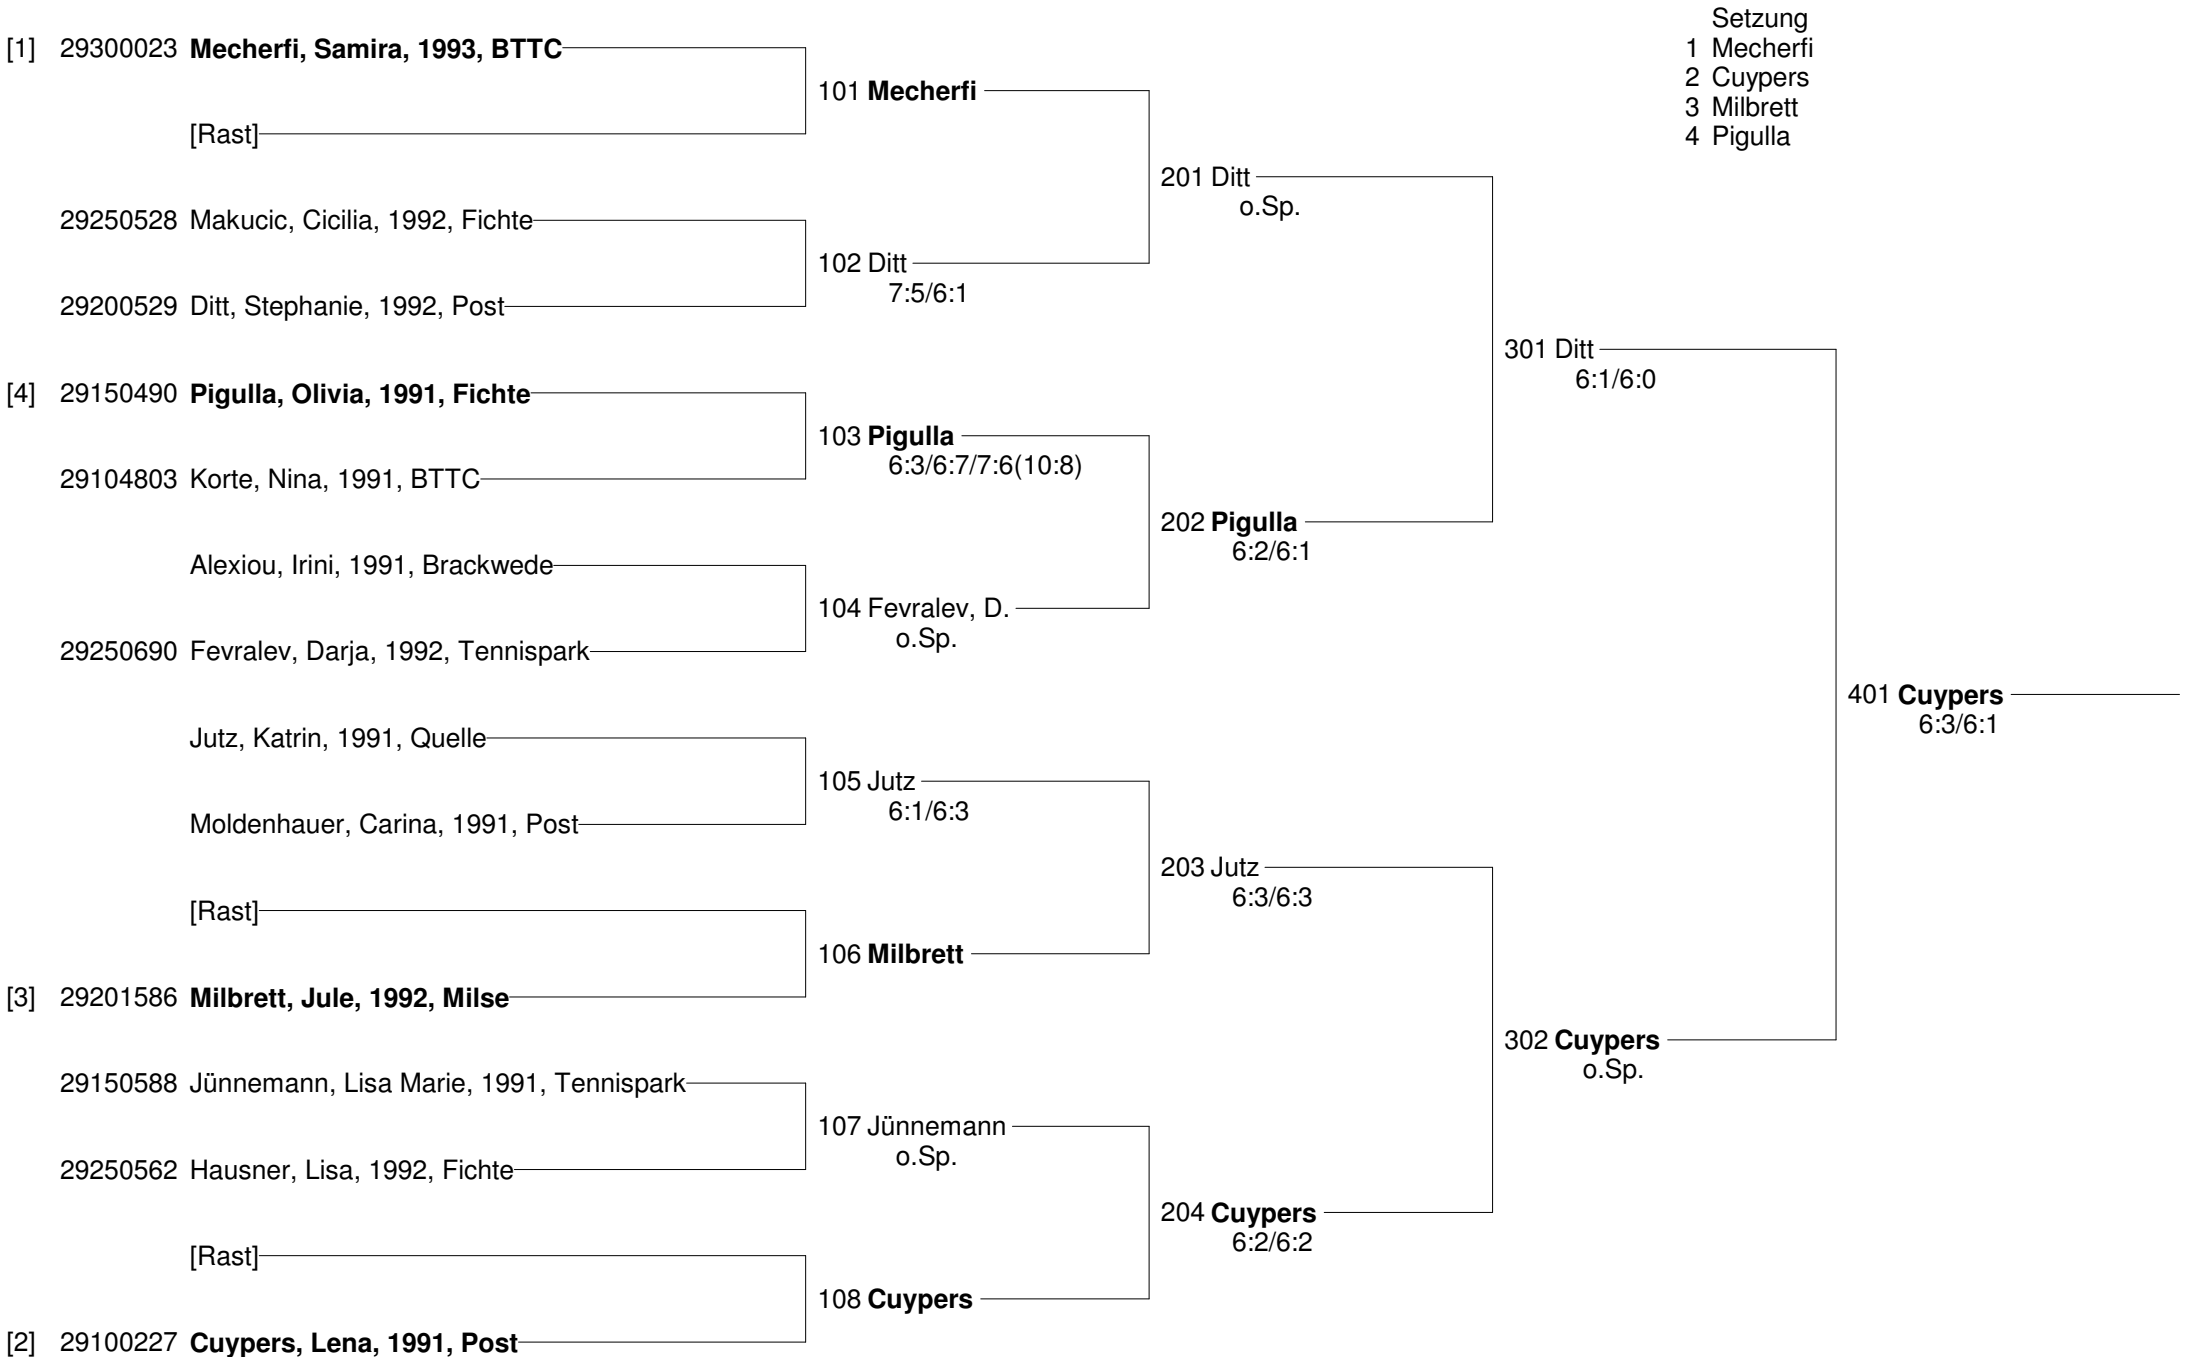 Setzung
1 Mecherfi
2 Cuypers
3 Milbrett
4 Pigulla
[1] 29300023 Mecherfi, Samira, 1993, BTTC
101 Mecherfi
[Rast]
201 Ditt
o.Sp.
29250528 Makucic, Cicilia, 1992, Fichte
102 Ditt
7:5/6:1
29200529 Ditt, Stephanie, 1992, Post
301 Ditt
6:1/6:0
[4] 29150490 Pigulla, Olivia, 1991, Fichte
103 Pigulla
6:3/6:7/7:6(10:8)
29104803 Korte, Nina, 1991, BTTC
202 Pigulla
6:2/6:1
Alexiou, Irini, 1991, Brackwede
104 Fevralev, D.
o.Sp.
29250690 Fevralev, Darja, 1992, Tennispark
401 Cuypers
6:3/6:1
Jutz, Katrin, 1991, Quelle
105 Jutz
6:1/6:3
Moldenhauer, Carina, 1991, Post
203 Jutz
6:3/6:3
[Rast]
106 Milbrett
[3] 29201586 Milbrett, Jule, 1992, Milse
302 Cuypers
o.Sp.
29150588 Jünnemann, Lisa Marie, 1991, Tennispark
107 Jünnemann
o.Sp.
29250562 Hausner, Lisa, 1992, Fichte
204 Cuypers
6:2/6:2
[Rast]
108 Cuypers
[2] 29100227 Cuypers, Lena, 1991, Post